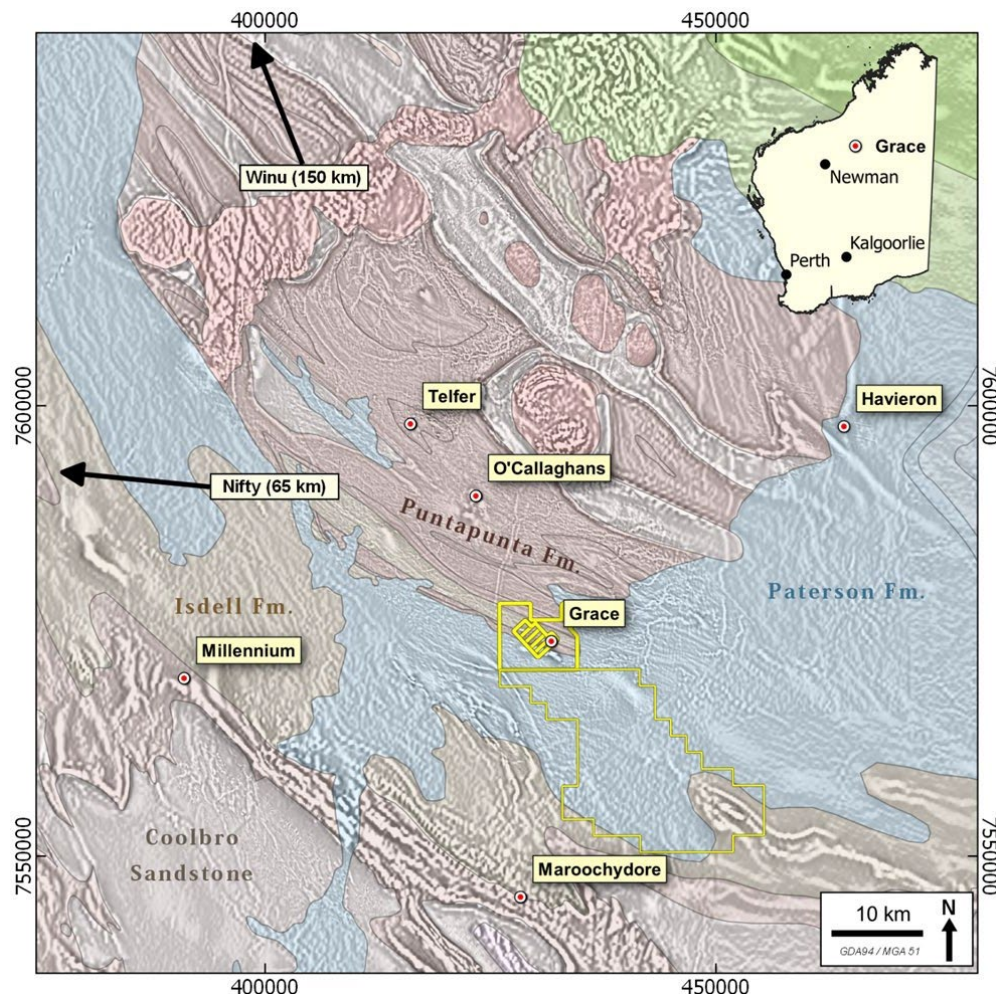 400000
450000
Grace
Newman
Kalgoorlie
Perth
Winu (150 km)
7600000
7600000
Telfer
Havieron
O'Callaghans
Nifty (65 km)
Puntapunta Fm.
Isdell Fm.
Paterson Fm.
Grace
Millennium
Coolbro
Sandstone
7550000
7550000
Maroochydore
10 km
N
GDA94 / MGA 51
400000
450000